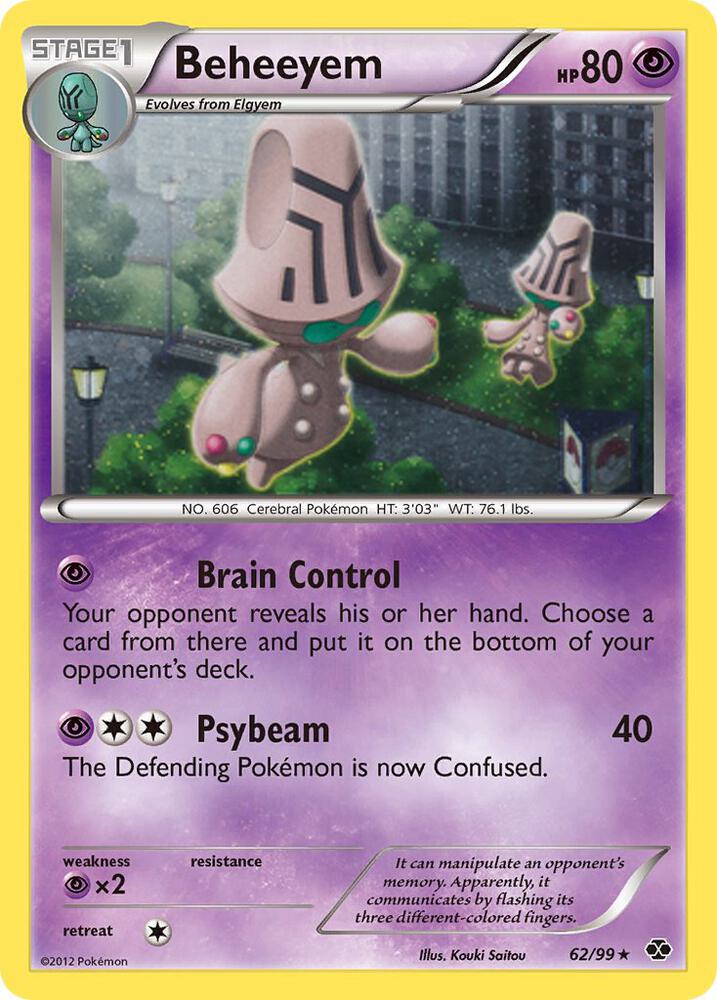 STAGE1
Beheeyem
HP80
Evolves from Elgyem
NO. 606 Cerebral Pokémon HT: 3'03" WT: 76.1 lbs.
Brain Control
Your opponent reveals his or her hand. Choose a
card from there and put it on the bottom of your
opponent's deck.
Psybeam 40
The Defending Pokémon is now Confused.
weakness resistance
×2
retreat
It can manipulate an opponent's
memory. Apparently, it
communicates by flashing its
three different-colored fingers.
©2012 Pokémon
Illus. Kouki Saitou
62/99★